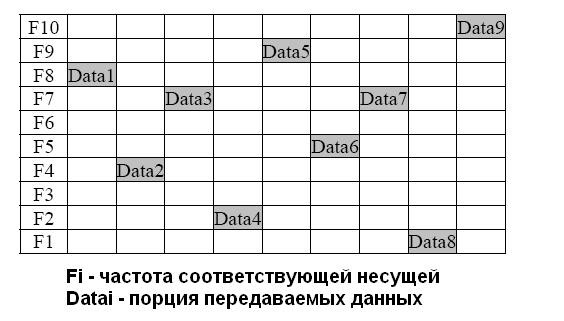 F10 Data9
F9 Data5
F8 Data1
F7 Data3 Data7
F6
F5 Data6
F4 Data2
F3
F2 Data4
F1 Data8
Fi - частота соответствующей несущей
Datai - порция передаваемых данных